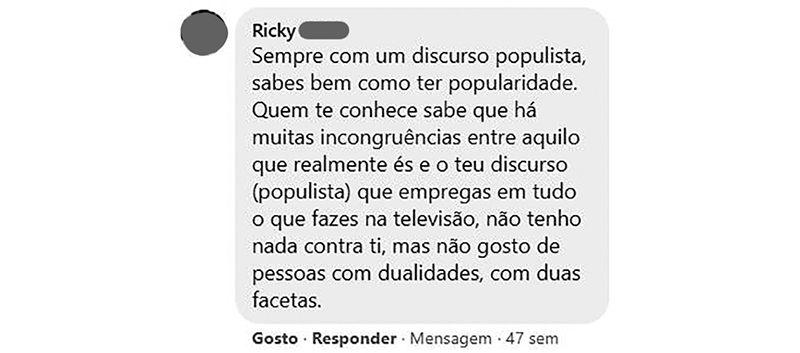 Ricky
Sempre com um discurso populista,
sabes bem como ter popularidade.
Quem te conhece sabe que há
muitas incongruências entre aquilo
que realmente és e o teu discurso
(populista) que empregas em tudo
o que fazes na televisão, não tenho
nada contra ti, mas não gosto de
pessoas com dualidades, com duas
facetas.
Gosto · Responder · Mensagem · 47 sem